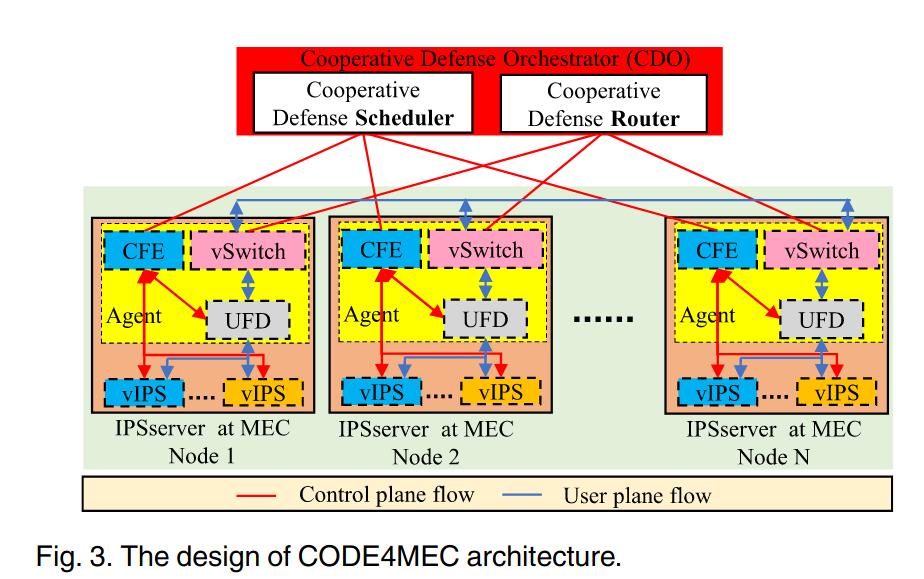 Cooperative Defense Orchestrator (CDO)
Cooperative
Defense Scheduler
Cooperative
Defense Router
CFE
vSwitch
Agent
UFD
vIPS
....
vIPS
IPSserver at MEC
Node 1
CFE
vSwitch
Agent
UFD
vIPS
....
vIPS
IPSserver at MEC
Node 2
......
CFE
vSwitch
Agent
UFD
vIPS
....
vIPS
IPSserver at MEC
Node N
Control plane flow
User plane flow
Fig. 3. The design of CODE4MEC architecture.